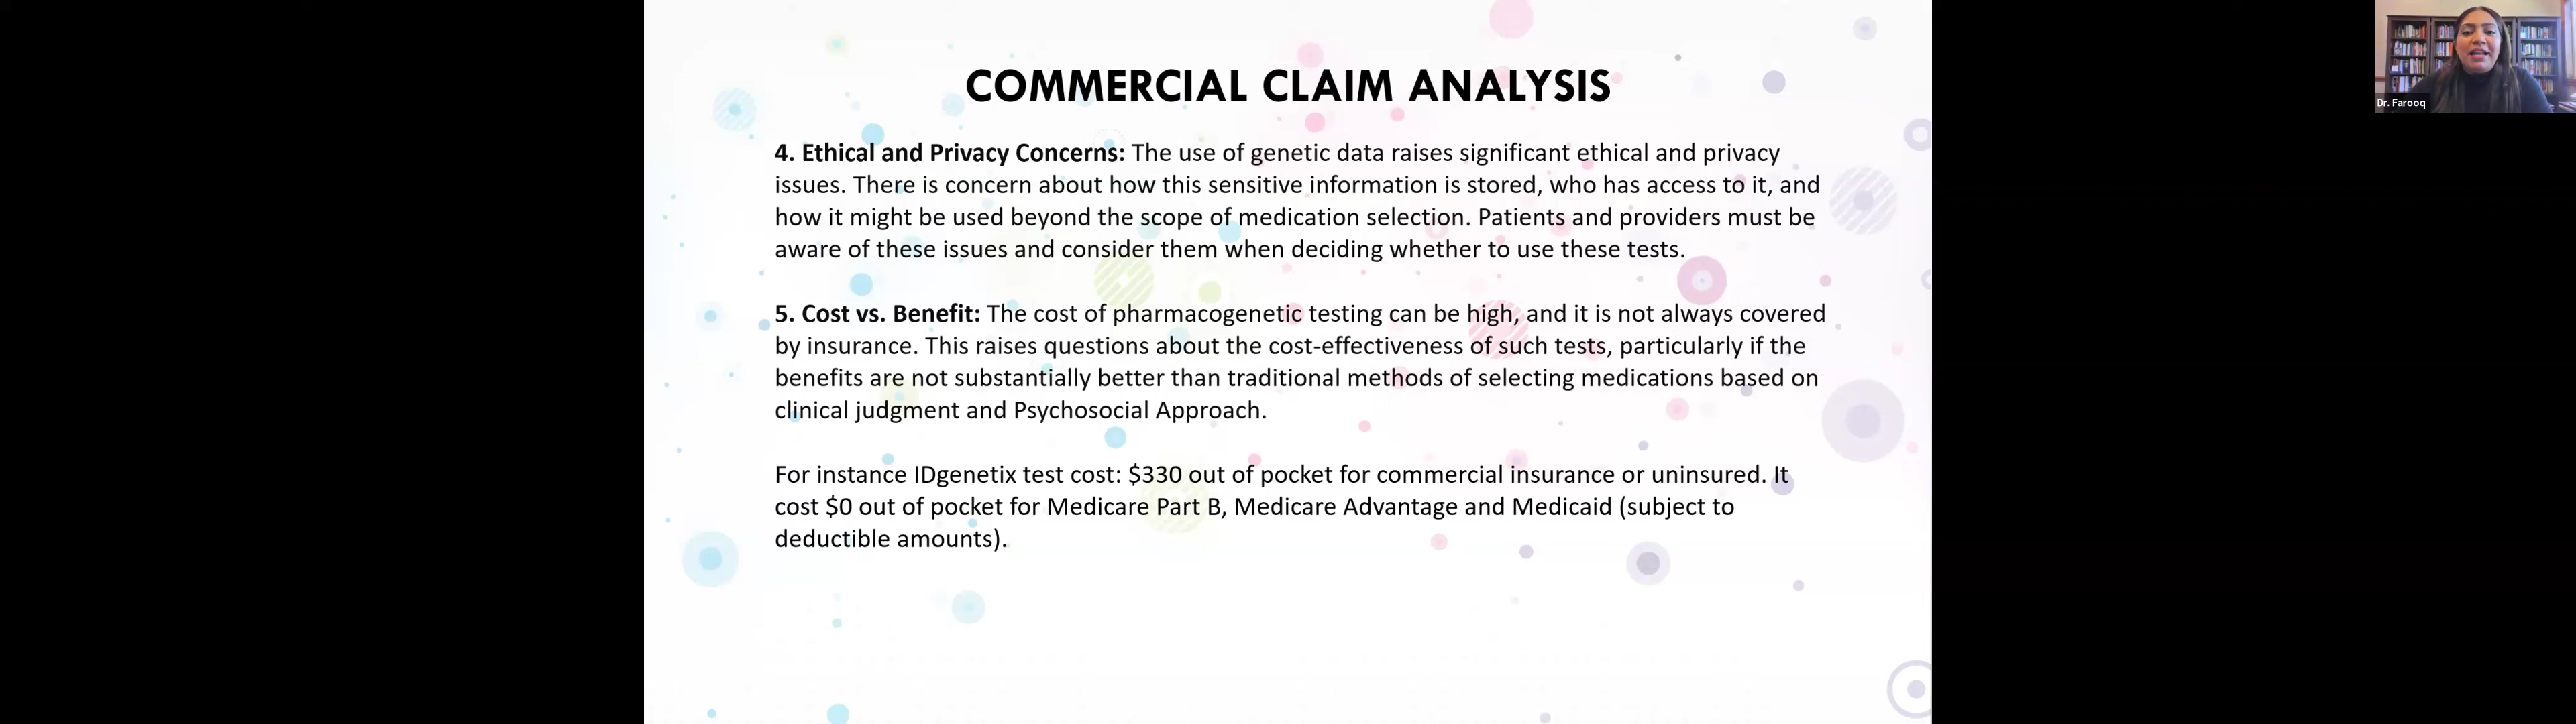 COMMERCIAL CLAIM ANALYSIS
4. Ethical and Privacy Concerns: The use of genetic data raises significant ethical and privacy
issues. There is concern about how this sensitive information is stored, who has access to it, and
how it might be used beyond the scope of medication selection. Patients and providers must be
aware of these issues and consider them when deciding whether to use these tests.
5. Cost vs. Benefit: The cost of pharmacogenetic testing can be high, and it is not always covered
by insurance. This raises questions about the cost-effectiveness of such tests, particularly if the
benefits are not substantially better than traditional methods of selecting medications based on
clinical judgment and Psychosocial Approach.
For instance IDgenetix test cost: $330 out of pocket for commercial insurance or uninsured. It
cost $0 out of pocket for Medicare Part B, Medicare Advantage and Medicaid (subject to
deductible amounts).
Dr. Farooq